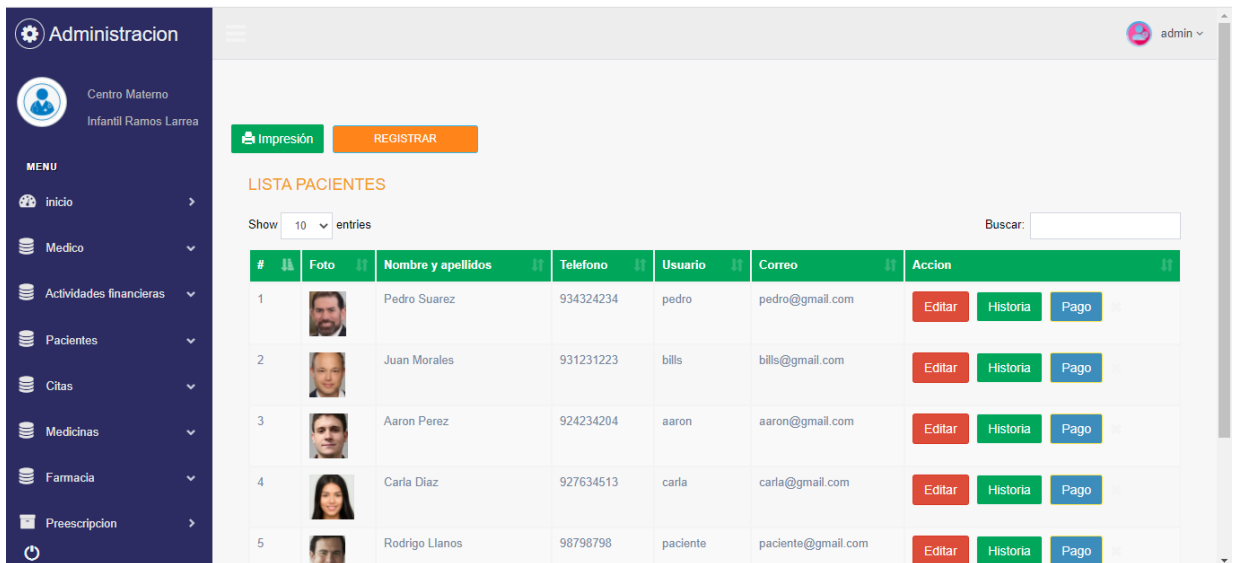 Administracion
admin
Centro Materno
Infantil Ramos Larrea
Impresión
REGISTRAR
MENU
LISTA PACIENTES
inicio
Show 10 entries
Buscar:
Medico
# Foto Nombre y apellidos Telefono Usuario Correo Accion
Actividades financieras
1 Pedro Suarez 934324234 pedro pedro@gmail.com Editar Historia Pago
Pacientes
2 Juan Morales 931231223 bills bills@gmail.com Editar Historia Pago
Citas
3 Aaron Perez 924234204 aaron aaron@gmail.com Editar Historia Pago
Medicinas
Farmacia
4 Carla Diaz 927634513 carla carla@gmail.com Editar Historia Pago
Preescripcion
5 Rodrigo Llanos 98798798 paciente paciente@gmail.com Editar Historia Pago